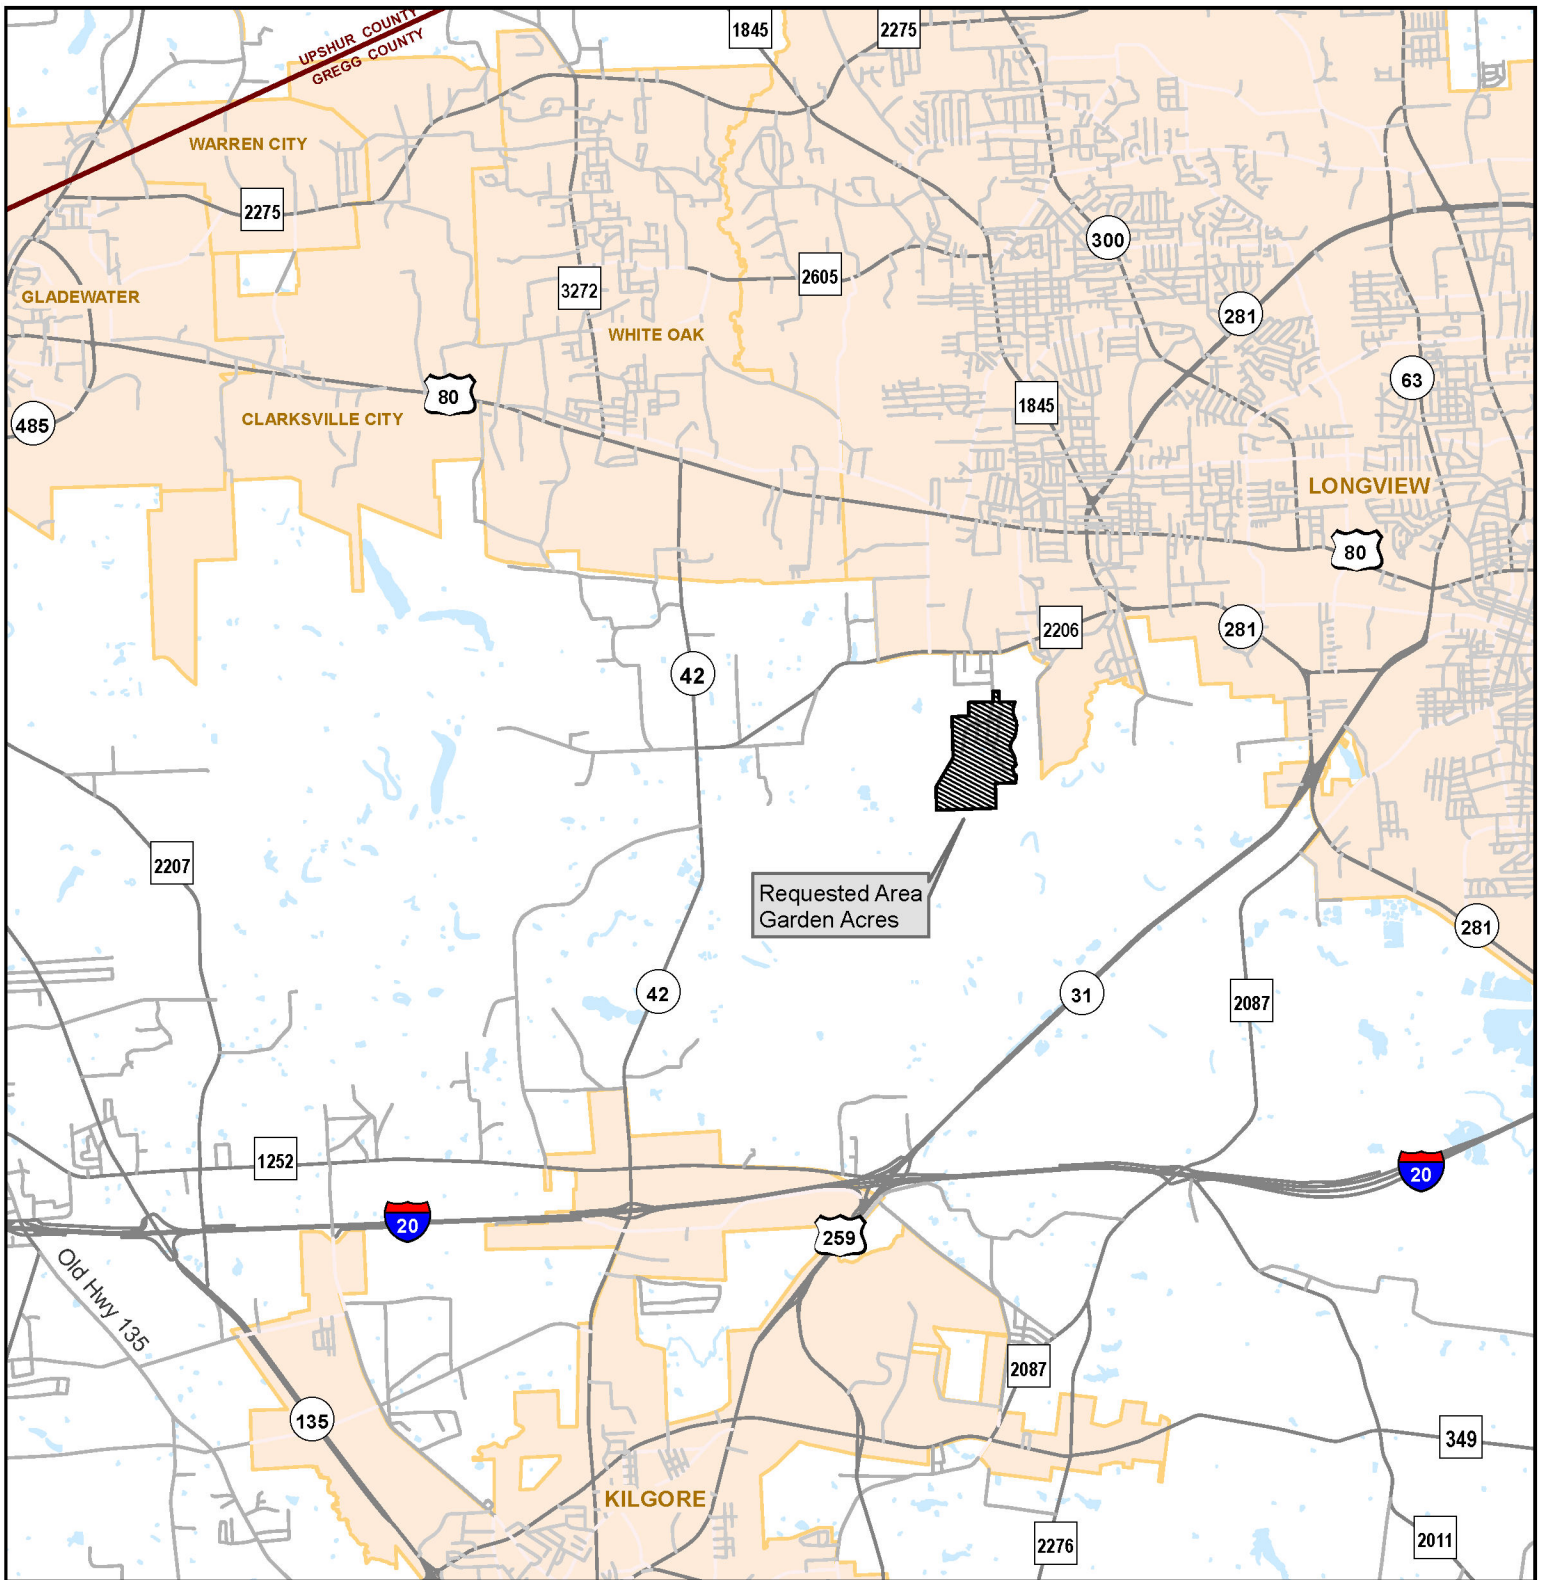 1845
2275
UPSHUR COUNTY
GREGG COUNTY
WARREN CITY
2275
300
2605
3272
GLADEWATER
281
WHITE OAK
63
80
1845
CLARKSVILLE CITY
485
LONGVIEW
80
2206
281
42
2207
Requested Area
Garden Acres
281
42
31
2087
1252
20
20
259
Old Hwy 135
2087
135
349
KILGORE
2011
2276